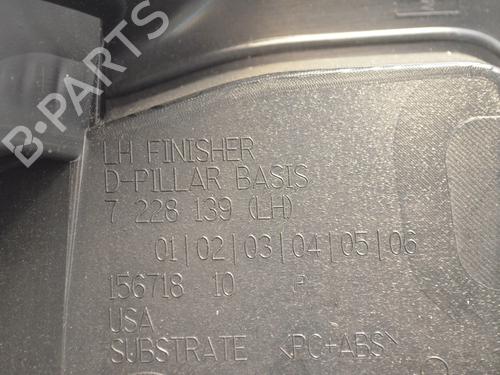 B-PARTS
LH FINISHER
D-PILLAR BASIS
7 228 139 (LH)
01|02|03|04|05|06
156718 10 P
USA
SUBSTRATE >PC+ABS<